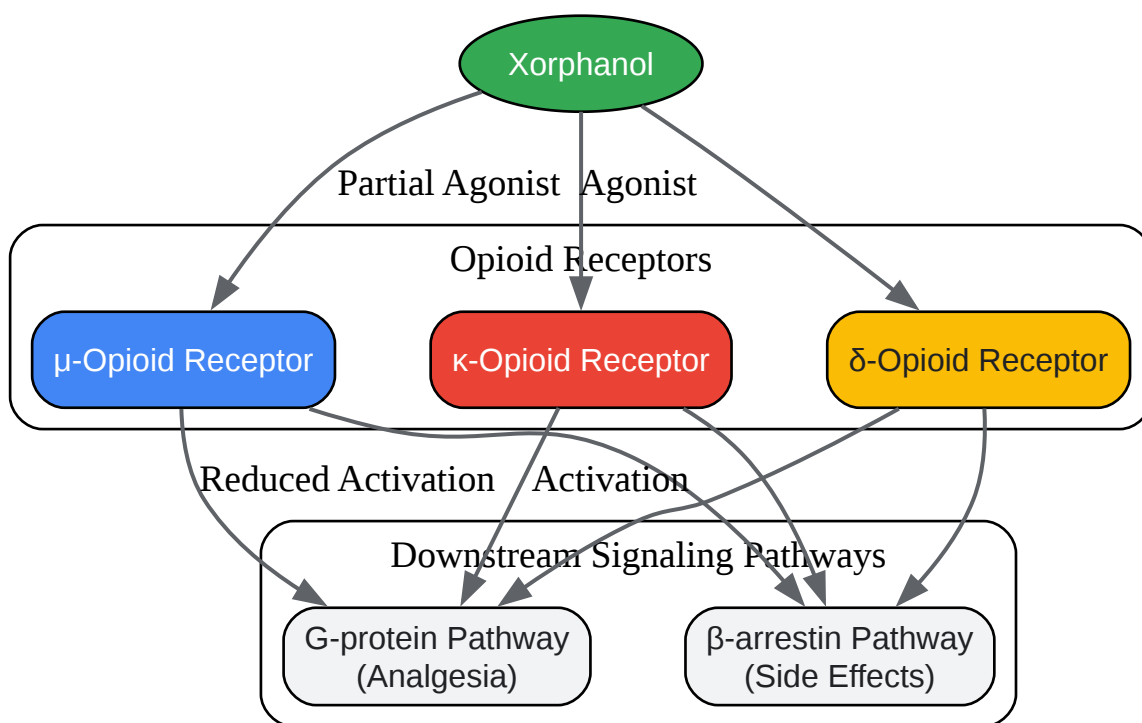 Xorphanol
Partial Agonist
Agonist
Opioid Receptors
μ-Opioid Receptor
κ-Opioid Receptor
δ-Opioid Receptor
Reduced Activation
Activation
Downstream Signaling Pathways
G-protein Pathway
(Analgesia)
β-arrestin Pathway
(Side Effects)